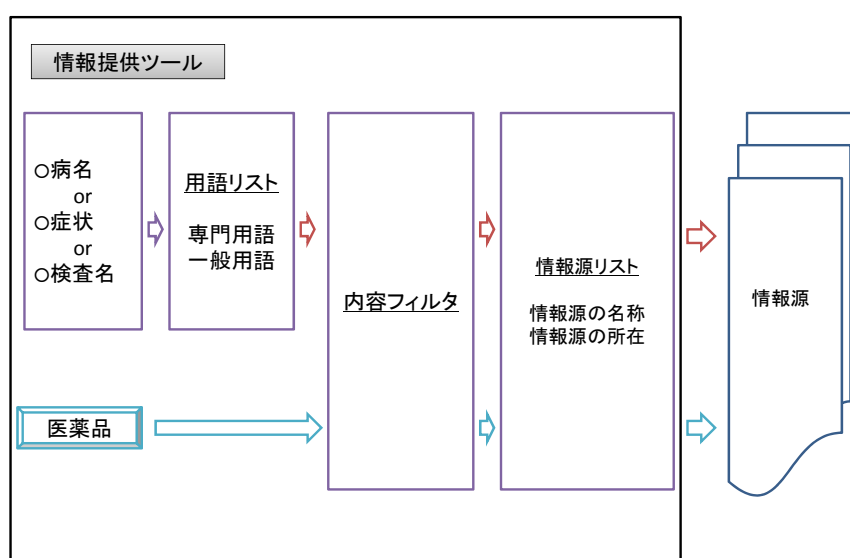 情報提供ツール
○病名
or
○症状
or
○検査名
用語リスト
専門用語
一般用語
内容フィルタ
情報源リスト
情報源の名称
情報源の所在
情報源
医薬品